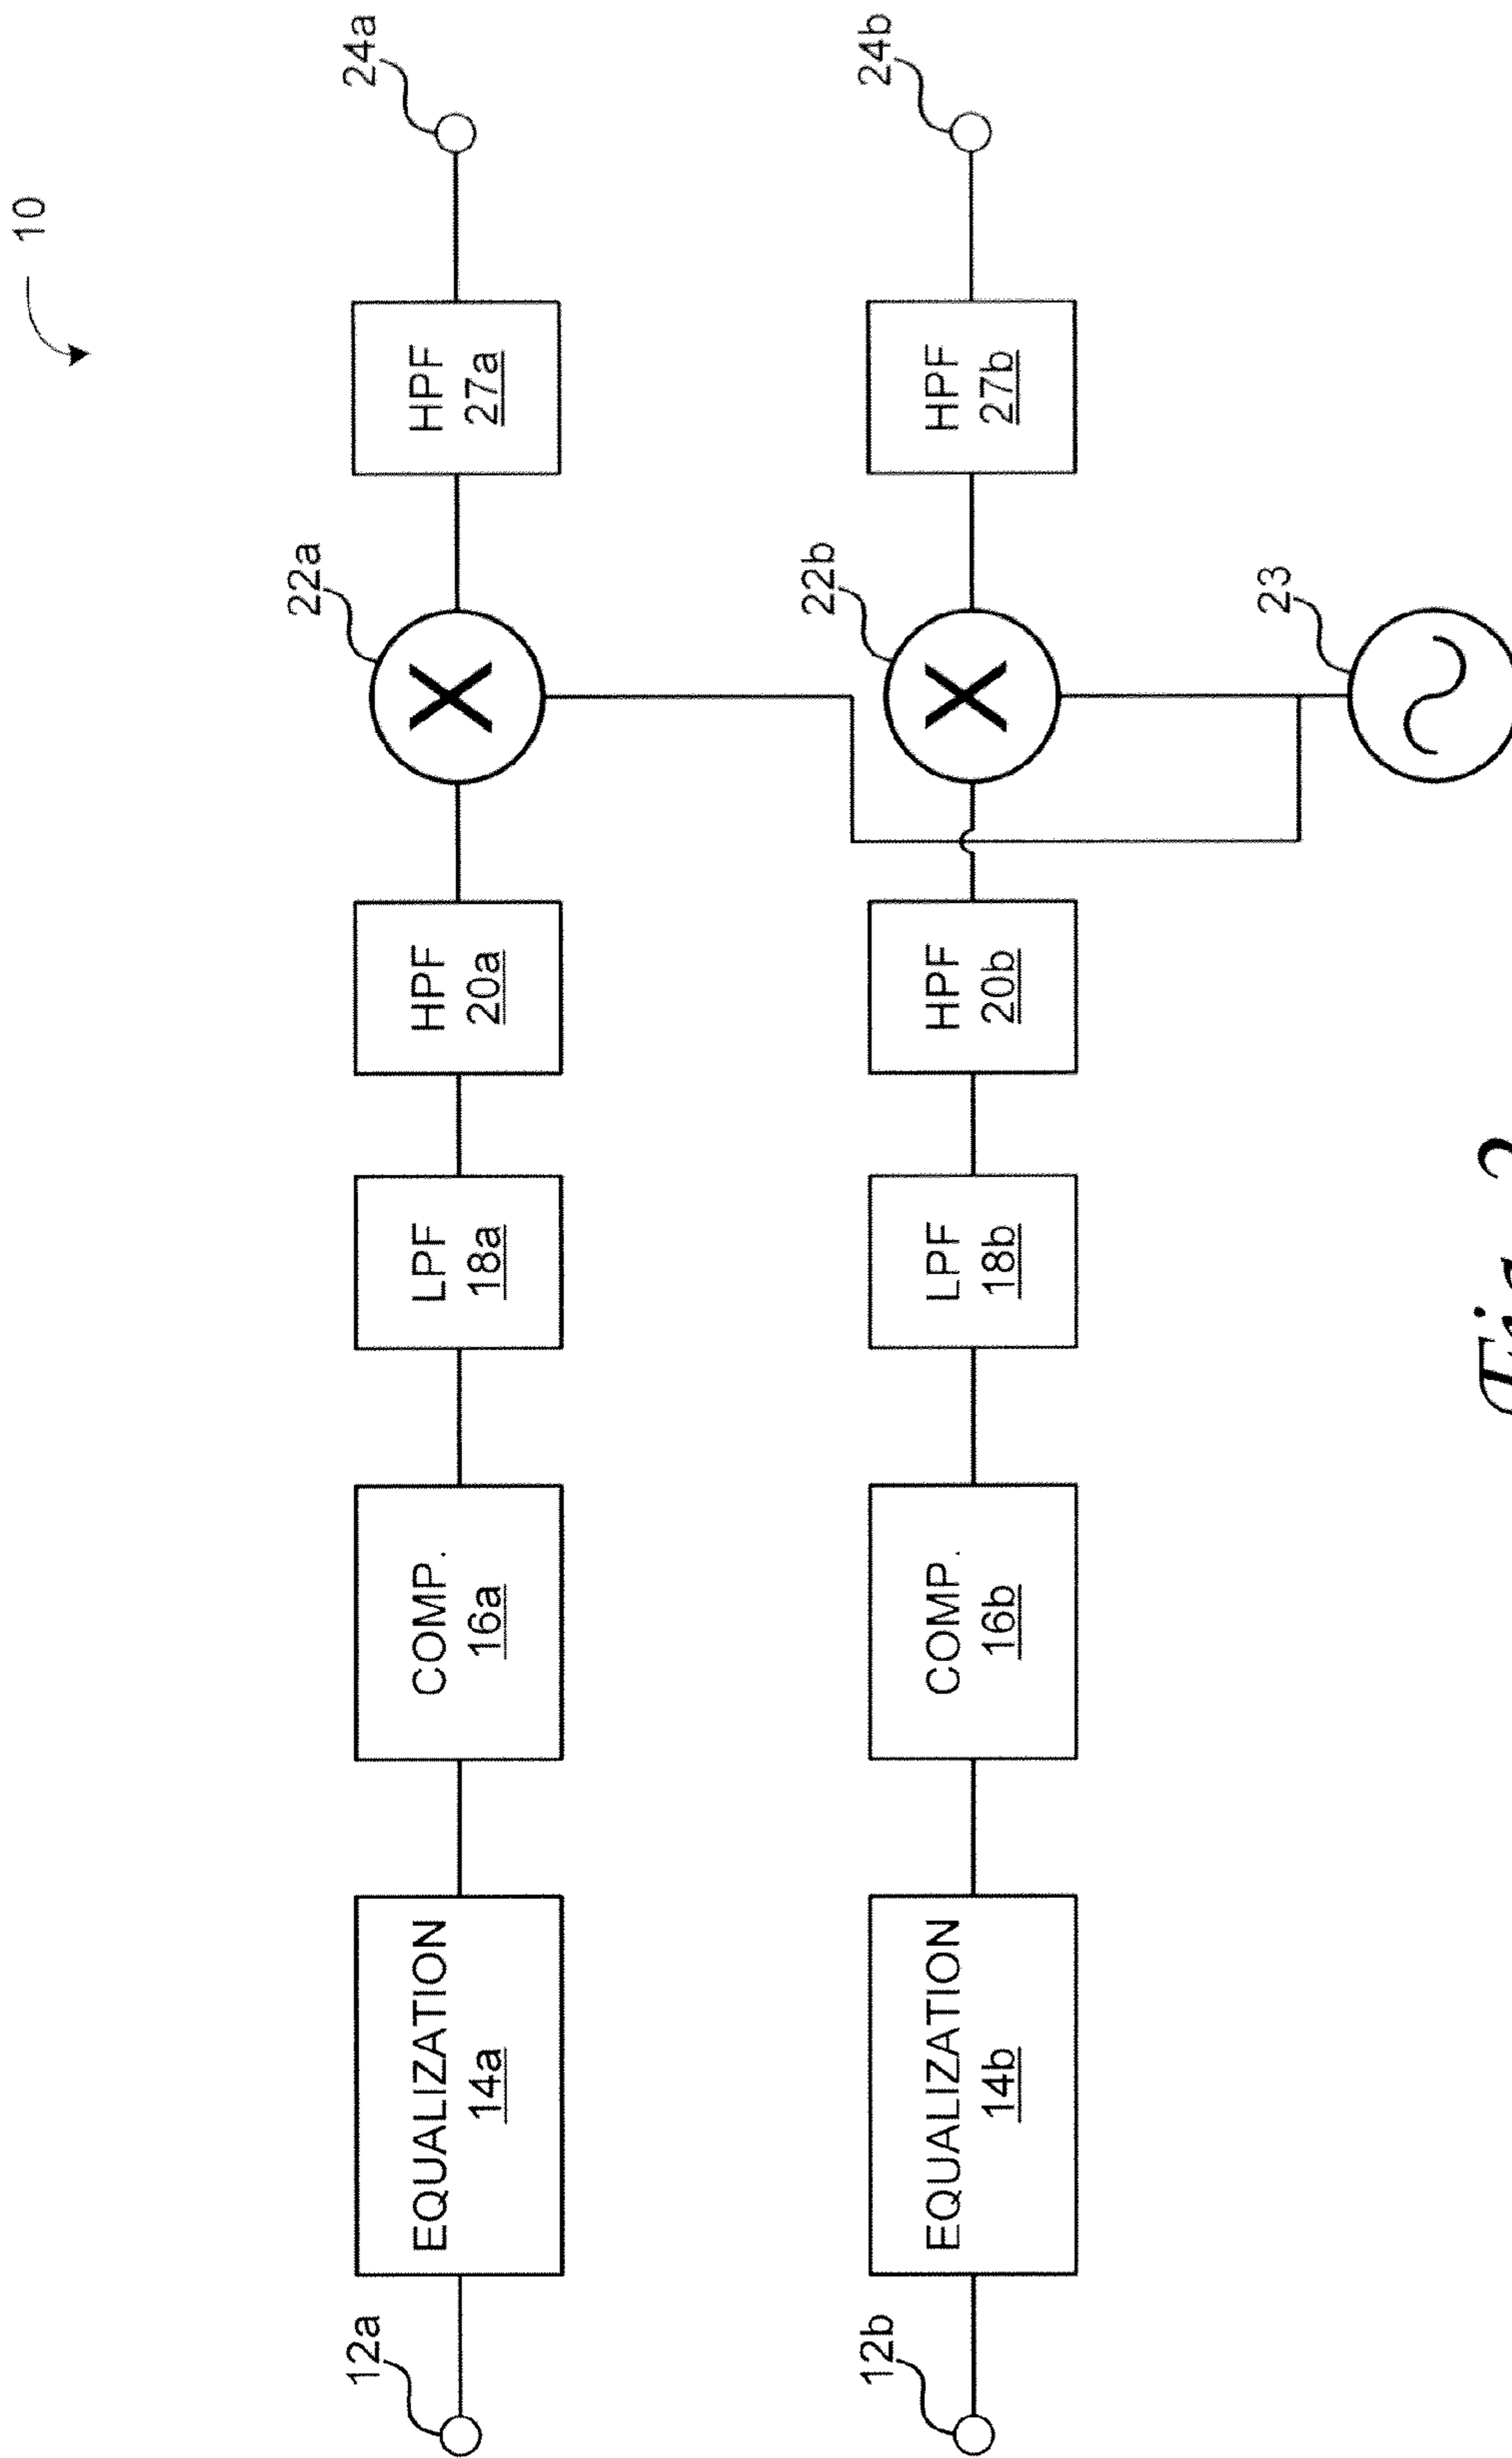 10
12a
EQUALIZATION
14a
COMP.
16a
LPF
18a
HPF
20a
22a
HPF
27a
24a
12b
EQUALIZATION
14b
COMP.
16b
LPF
18b
HPF
20b
22b
HPF
27b
24b
23